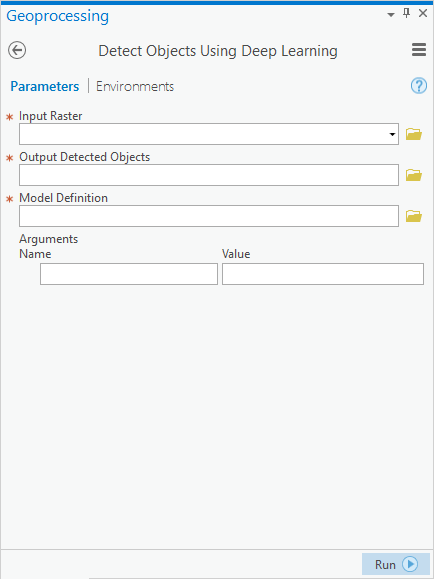 Geoprocessing
Detect Objects Using Deep Learning
Parameters | Environments
* Input Raster
* Output Detected Objects
* Model Definition
Arguments
Name Value
Run